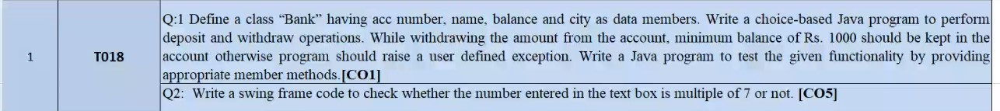 Q:1 Define a class “Bank” having acc number, name, balance and city as data members. Write a choice-based Java program to perform
deposit and withdraw operations. While withdrawing the amount from the account, minimum balance of Rs. 1000 should be kept in the
1 T018 account otherwise program should raise a user defined exception. Write a Java program to test the given functionality by providing
appropriate member methods.[CO1]
Q2: Write a swing frame code to check whether the number entered in the text box is multiple of 7 or not. [CO5]